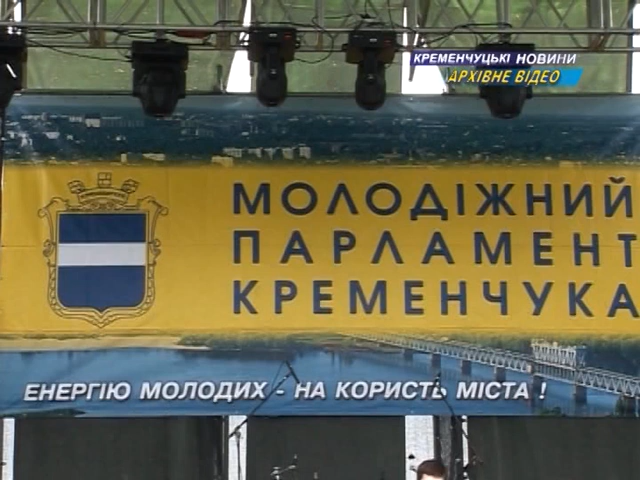 КРЕМЕНЧУЦЬКІ НОВИНИ
АРХІВНЕ ВІДЕО
МОЛОДІЖНИЙ
ПАРЛАМЕНТ
КРЕМЕНЧУКА
ЕНЕРГІЮ МОЛОДИХ - НА КОРИСТЬ МІСТА !